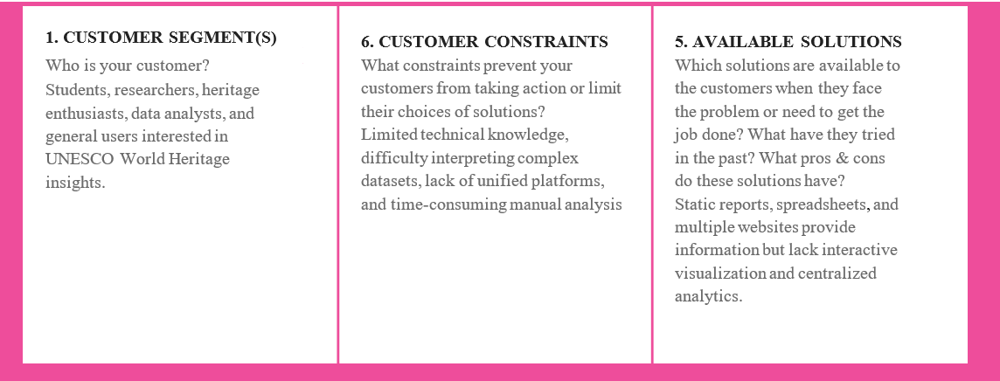 1. CUSTOMER SEGMENT(S)
Who is your customer?
Students, researchers, heritage
enthusiasts, data analysts, and
general users interested in
UNESCO World Heritage
insights.
6. CUSTOMER CONSTRAINTS
What constraints prevent your
customers from taking action or limit
their choices of solutions?
Limited technical knowledge,
difficulty interpreting complex
datasets, lack of unified platforms,
and time-consuming manual analysis
5. AVAILABLE SOLUTIONS
Which solutions are available to
the customers when they face
the problem or need to get the
job done? What have they tried
in the past? What pros & cons
do these solutions have?
Static reports, spreadsheets, and
multiple websites provide
information but lack interactive
visualization and centralized
analytics.